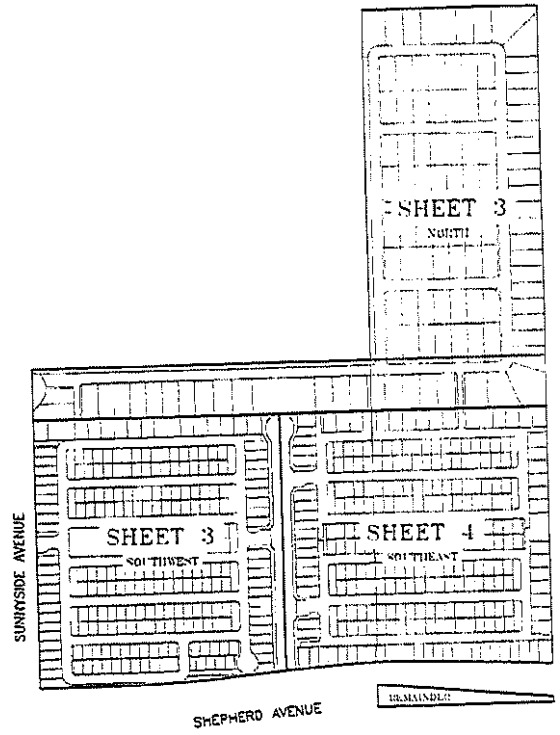 SHEET 3
NORTH
SHEET 3
SOUTHWEST
SHEET 4
SOUTHEAST
SUNNYSIDE AVENUE
REMAINDER
SHEPHERD AVENUE